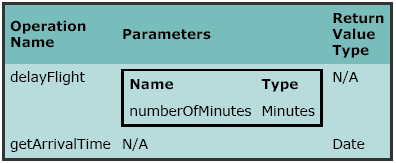 Operation Name Parameters Return Value Type
delayFlight Name Type N/A
numberOfMinutes Minutes
getArrivalTime N/A Date